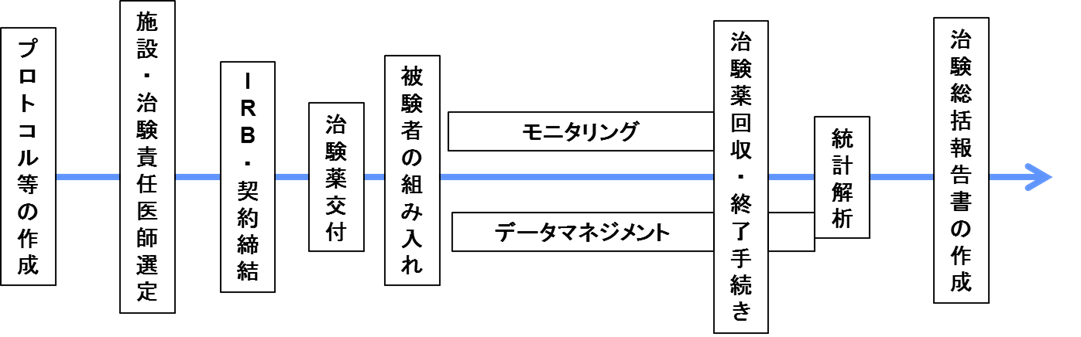 プロトコル等の作成
施設・治験責任医師選定
IRB・契約締結
治験薬交付
被験者の組み入れ
モニタリング
データマネジメント
治験薬回収・終了手続き
統計解析
治験総括報告書の作成